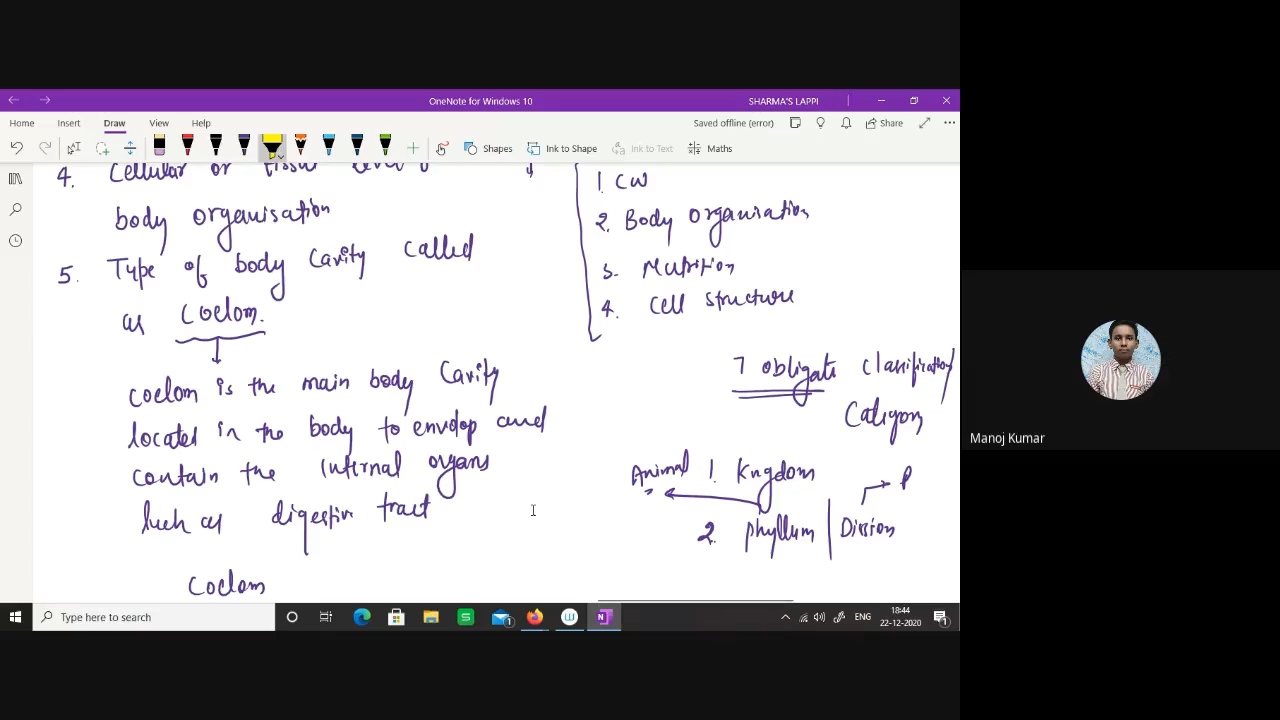 OneNote for Windows 10
SHARMA'S LAPPI
Home
Insert
Draw
View
Help
Saved offline (error)
Share
Shapes
Ink to Shape
Ink to Text
Maths
4. Cellular or tissue level of
body organisation
5. Type of body Cavity called
as Coelom.
coelom is the main body Cavity
located in the body to envelop and
contain the internal organs
such as digestive tract
Coelom
1. CW
2. Body organisation
3. Nutrition
4. Cell structure
7 obligate classification
Category
Animal 1. Kngdom
2. phyllum | Dission
P
Manoj Kumar
Type here to search
ENG
18:44
22-12-2020